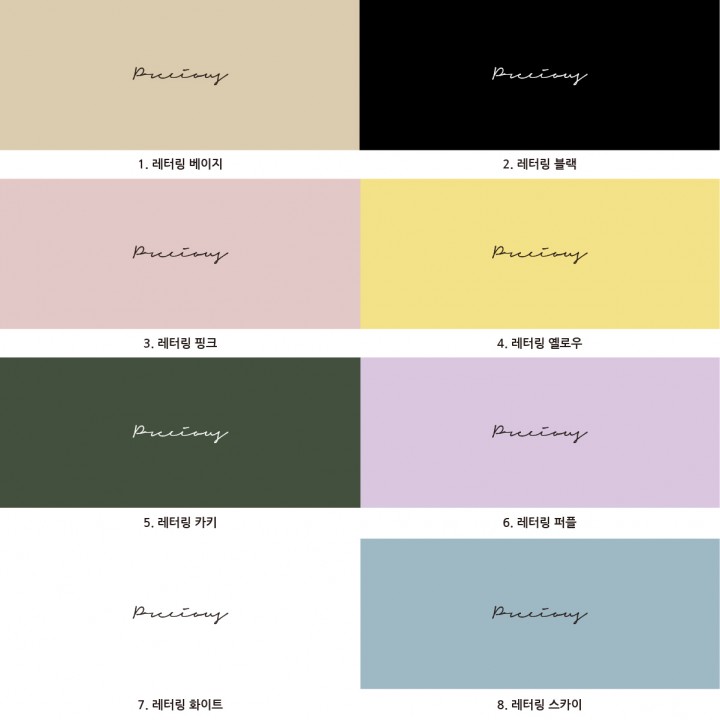 Precious
Precious
1. 레터링 베이지
2. 레터링 블랙
Precious
Precious
3. 레터링 핑크
4. 레터링 옐로우
Precious
Precious
5. 레터링 카키
6. 레터링 퍼플
Precious
Precious
7. 레터링 화이트
8. 레터링 스카이